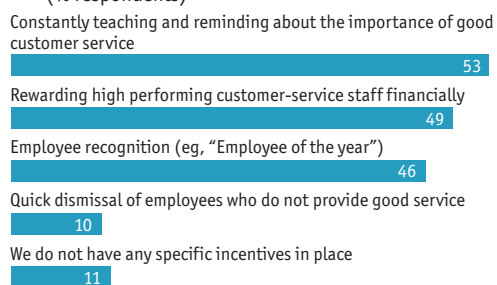 (% respondents)
Constantly teaching and reminding about the importance of good
customer service
53
Rewarding high performing customer-service staff financially
49
Employee recognition (eg, “Employee of the year”)
46
Quick dismissal of employees who do not provide good service
10
We do not have any specific incentives in place
11